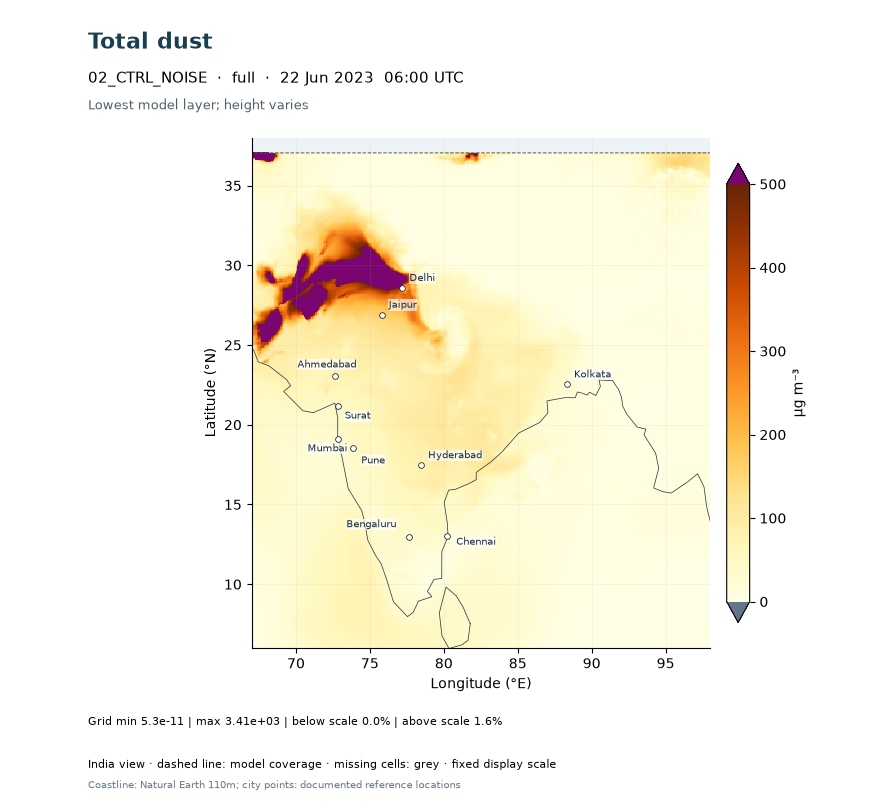 Total dust
02_CTRL_NOISE · full · 22 Jun 2023 06:00 UTC
Lowest model layer; height varies
35
30
25
20
15
10
Latitude (°N)
Delhi
Jaipur
Ahmedabad
Kolkata
Surat
Mumbai
Pune
Hyderabad
Bengaluru
Chennai
70
75
80
85
90
95
Longitude (°E)
500
400
300
200
100
0
µg m⁻³
Grid min 5.3e-11 | max 3.41e+03 | below scale 0.0% | above scale 1.6%
India view · dashed line: model coverage · missing cells: grey · fixed display scale
Coastline: Natural Earth 110m; city points: documented reference locations